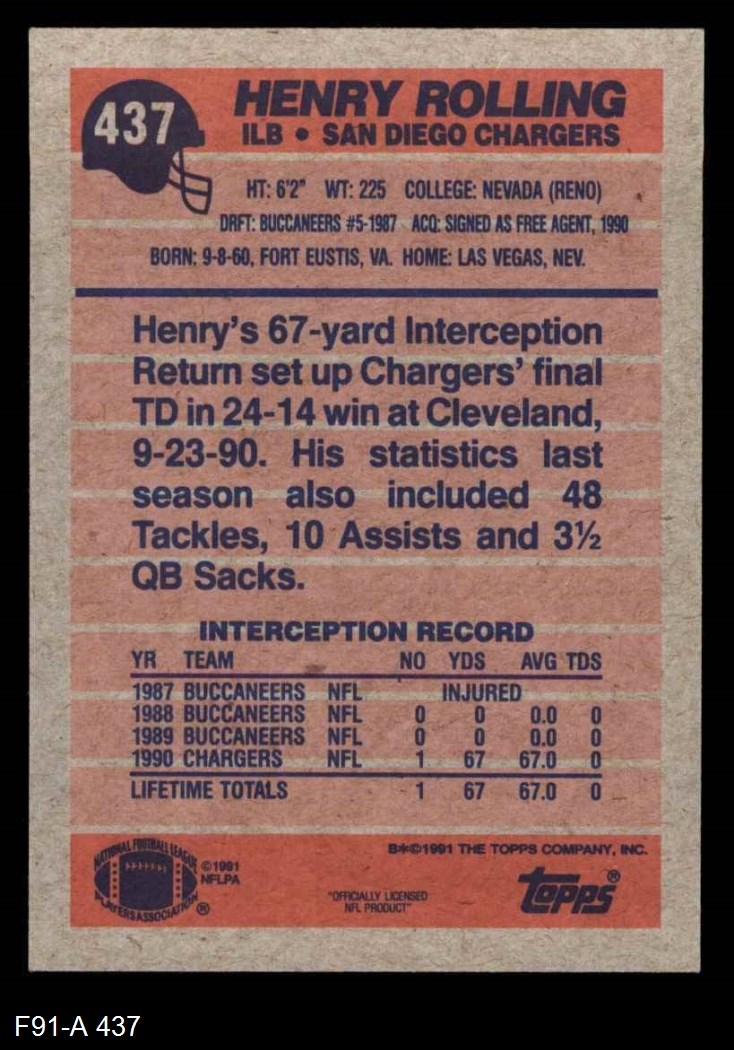 437
HENRY ROLLING
ILB • SAN DIEGO CHARGERS
HT: 6'2" WT: 225 COLLEGE: NEVADA (RENO)
DRFT: BUCCANEERS #5-1987 ACQ: SIGNED AS FREE AGENT, 1990
BORN: 9-8-60, FORT EUSTIS, VA. HOME: LAS VEGAS, NEV.
Henry's 67-yard Interception
Return set up Chargers' final
TD in 24-14 win at Cleveland,
9-23-90. His statistics last
season also included 48
Tackles, 10 Assists and 3½
QB Sacks.
INTERCEPTION RECORD
YR TEAM NO YDS AVG TDS
1987 BUCCANEERS NFL INJURED
1988 BUCCANEERS NFL 0 0 0.0 0
1989 BUCCANEERS NFL 0 0 0.0 0
1990 CHARGERS NFL 1 67 67.0 0
LIFETIME TOTALS 1 67 67.0 0
NATIONAL FOOTBALL LEAGUE
PLAYERS ASSOCIATION ®
©1991
NFLPA
"OFFICIALLY LICENSED
NFL PRODUCT"
B*©1991 THE TOPPS COMPANY, INC.
topps®
F91-A 437